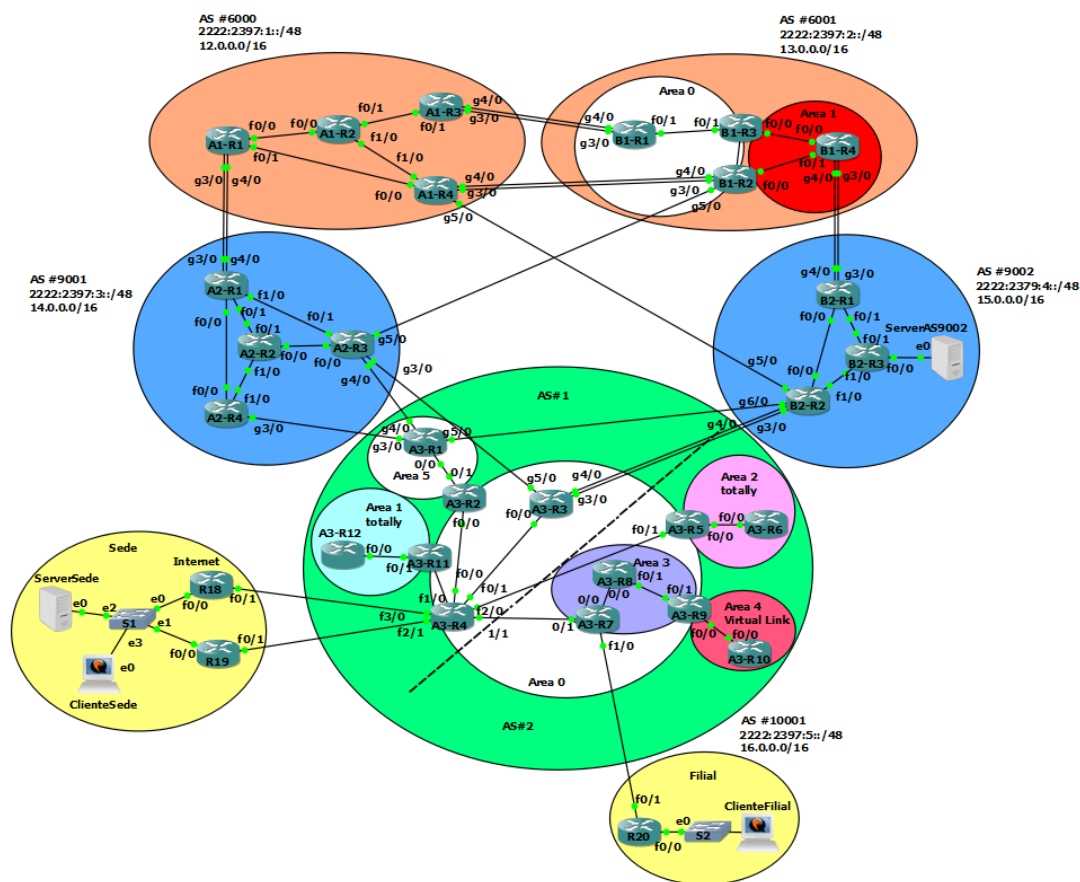 AS #6000
2222:2397:1::/48
12.0.0.0/16
AS #6001
2222:2397:2::/48
13.0.0.0/16
A1-R1
f0/0
f0/1
g3/0
g4/0
A1-R2
f0/0
f0/1
f1/0
A1-R3
f0/1
g4/0
g3/0
A1-R4
f1/0
f0/0
g4/0
g3/0
g5/0
Area 0
B1-R1
g4/0
g3/0
f0/1
B1-R3
f0/1
f0/0
B1-R2
g4/0
g3/0
g5/0
f0/0
Area 1
B1-R4
f0/0
f0/1
g4/0
g3/0
AS #9001
2222:2397:3::/48
14.0.0.0/16
A2-R1
g3/0
g4/0
f1/0
f0/1
f0/0
A2-R2
f0/1
f0/0
f1/0
A2-R3
f0/1
f0/0
g5/0
g4/0
g3/0
A2-R4
f0/0
f1/0
g3/0
AS #9002
2222:2379:4::/48
15.0.0.0/16
B2-R1
g4/0
g3/0
f0/0
f0/1
B2-R3
f0/1
f1/0
f0/0
ServerAS9002
e0
B2-R2
g5/0
f0/0
f1/0
g6/0
g4/0
g3/0
AS#1
A3-R1
g4/0
g3/0
g5/0
0/0
Area 5
0/1
A3-R2
f0/0
A3-R3
g5/0
g4/0
g3/0
f0/0
Area 1
totally
A3-R12
f0/0
A3-R11
f0/1
Area 2
totally
A3-R5
f0/1
f0/0
A3-R6
f0/0
A3-R4
f0/0
f0/1
f1/0
f2/0
f3/0
f2/1
1/1
Area 3
A3-R8
f0/1
0/0
A3-R7
0/0
0/1
f1/0
A3-R9
f0/1
f0/0
Area 4
Virtual Link
A3-R10
f0/0
Area 0
AS#2
Sede
Internet
ServerSede
e0
S1
e2
e0
e1
e3
R18
f0/0
f0/1
R19
f0/0
f0/1
e0
ClienteSede
AS #10001
2222:2397:5::/48
16.0.0.0/16
Filial
R20
f0/1
f0/0
S2
e0
ClienteFilial